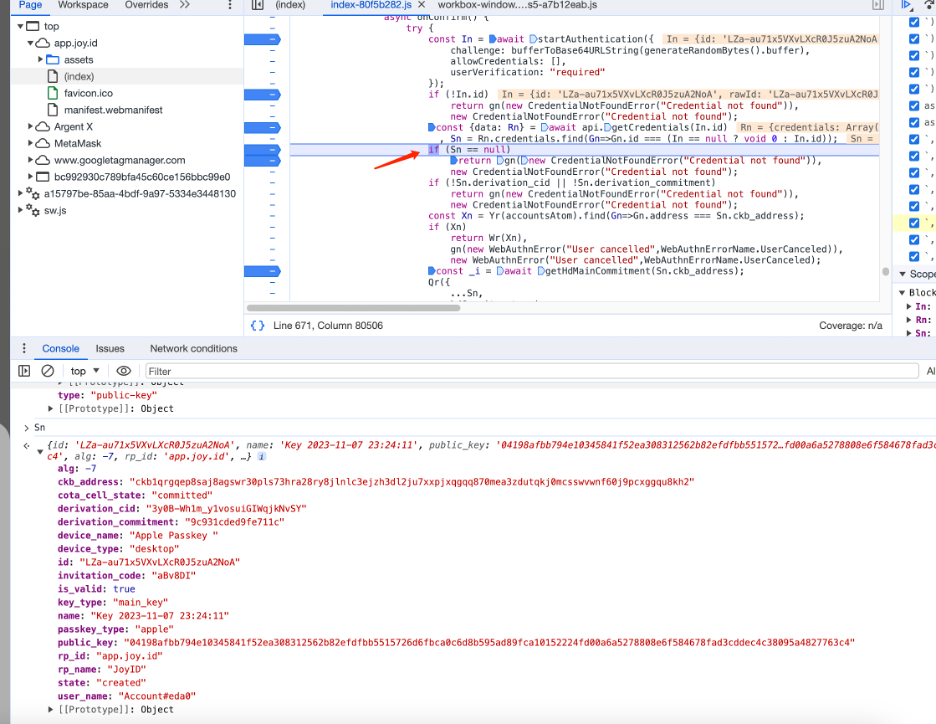 Page Workspace Overrides >> (index) index-80f5b282.js × workbox-window....s5-a7b12eab.js
top
app.joy.id
assets
(index)
favicon.ico
manifest.webmanifest
Argent X
MetaMask
www.googletagmanager.com
bc992930c789bfa45c60ce156bbc99e0
a15797be-85aa-4bdf-9a97-5334e3448130
sw.js
async onConfirm() {
try {
const In = await startAuthentication({ In = {id: 'LZa-au71x5VXvLXcR0J5zuA2NoA
challenge: bufferToBase64URLString(generateRandomBytes().buffer),
allowCredentials: [],
userVerification: "required"
});
if (!In.id) In = {id: 'LZa-au71x5VXvLXcR0J5zuA2NoA', rawId: 'LZa-au71x5VXvLXcR0J
return gn(new CredentialNotFoundError("Credential not found")),
new CredentialNotFoundError("Credential not found");
const {data: Rn} = await api.getCredentials(In.id) Rn = {credentials: Array(
, Sn = Rn.credentials.find(Gn=>Gn.id === (In == null ? void 0 : In.id)); Sn =
if (Sn == null)
return gn(new CredentialNotFoundError("Credential not found")),
new CredentialNotFoundError("Credential not found");
if (!Sn.derivation_cid || !Sn.derivation_commitment)
return gn(new CredentialNotFoundError("Credential not found")),
new CredentialNotFoundError("Credential not found");
const Xn = Yr(accountsAtom).find(Gn=>Gn.address === Sn.ckb_address);
if (Xn)
return Wr(Xn),
gn(new WebAuthnError("User cancelled",WebAuthnErrorName.UserCanceled)),
new WebAuthnError("User cancelled",WebAuthnErrorName.UserCanceled);
const _i = await getHdMainCommitment(Sn.ckb_address);
Qr({
...Sn,
{} Line 671, Column 80506 Coverage: n/a
as
as
Scope
Block
In:
Rn:
Sn:
Console Issues Network conditions
top Filter Al
[[Prototype]]: Object
type: "public-key"
[[Prototype]]: Object
> Sn
{id: 'LZa-au71x5VXvLXcR0J5zuA2NoA', name: 'Key 2023-11-07 23:24:11', public_key: '04198afbb794e10345841f52ea308312562b82efdfbb551572…fd00a6a5278808e6f584678fad3c
c4', alg: -7, rp_id: 'app.joy.id', …} i
alg: -7
ckb_address: "ckb1qrgqep8saj8agswr30pls73hra28ry8jlnlc3ejzh3dl2ju7xxpjxqgqq870mea3zdutqkj0mcsswvwnf60j9pcxggqu8kh2"
cota_cell_state: "committed"
derivation_cid: "3y0B-Wh1m_y1vosuiGIWqjkNvSY"
derivation_commitment: "9c931cded9fe711c"
device_name: "Apple Passkey "
device_type: "desktop"
id: "LZa-au71x5VXvLXcR0J5zuA2NoA"
invitation_code: "aBv8DI"
is_valid: true
key_type: "main_key"
name: "Key 2023-11-07 23:24:11"
passkey_type: "apple"
public_key: "04198afbb794e10345841f52ea308312562b82efdfbb5515726d6fbca0c6d8b595ad89fca10152224fd00a6a5278808e6f584678fad3cddec4c38095a4827763c4"
rp_id: "app.joy.id"
rp_name: "JoyID"
state: "created"
user_name: "Account#eda0"
[[Prototype]]: Object